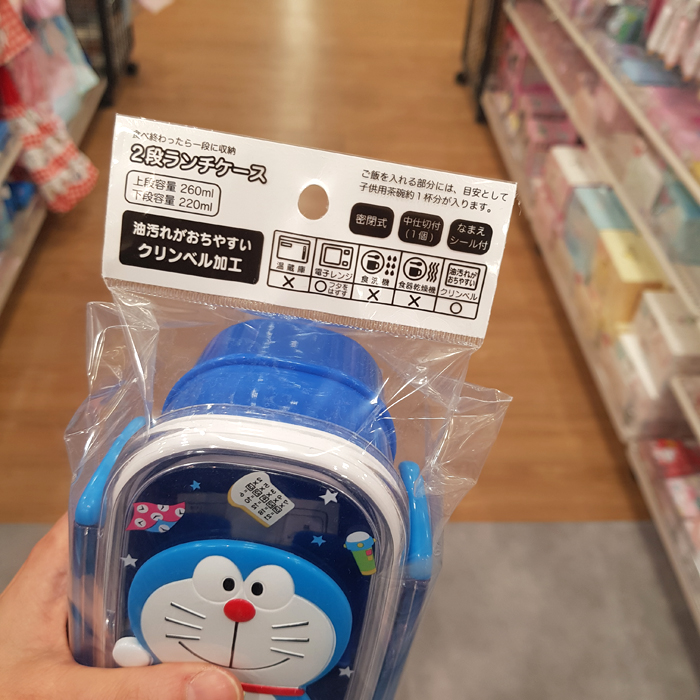 食べ終わったら一段に収納
2段ランチケース
上段容量 260ml
下段容量 220ml
油汚れがおちやすい
クリンベル加工
ご飯を入れる部分には、目安として
子供用茶碗約1杯分が入ります。
密閉式
中仕切付
(1個)
なまえ
シール付
温蔵庫
×
電子レンジ
○フタを
はずす
食洗機
×
食器乾燥機
×
油汚れが
おちやすい
クリンベル
○